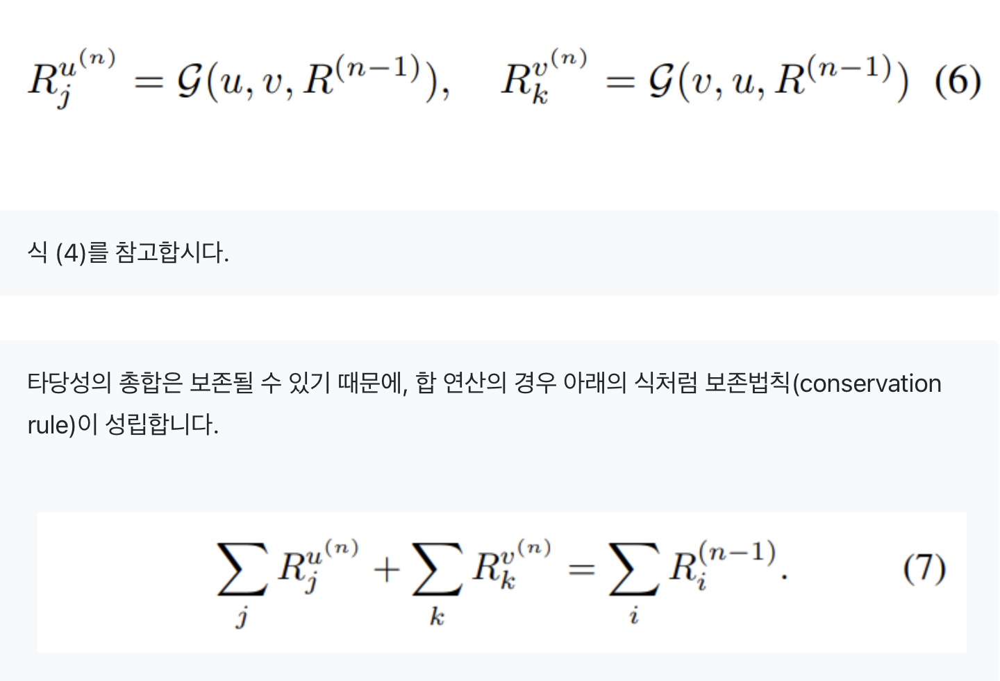 R_j^{u^{(n)}} = \mathcal{G}(u, v, R^{(n-1)}), R_k^{v^{(n)}} = \mathcal{G}(v, u, R^{(n-1)}) (6)
식 (4)를 참고합시다.
타당성의 총합은 보존될 수 있기 때문에, 합 연산의 경우 아래의 식처럼 보존법칙(conservation
rule)이 성립합니다.
\sum_j R_j^{u^{(n)}} + \sum_k R_k^{v^{(n)}} = \sum_i R_i^{(n-1)}. (7)